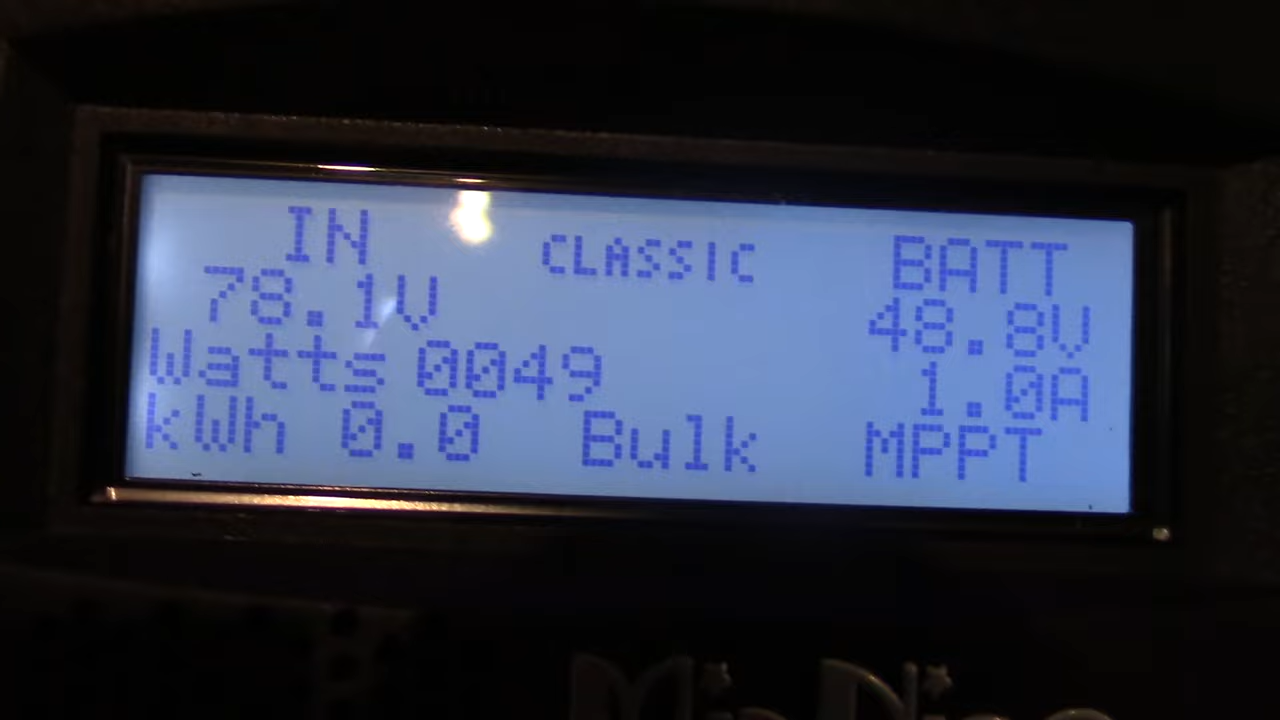 IN CLASSIC BATT
78.1V 48.8V
Watts 0049 1.0A
kWh 0.0 Bulk MPPT